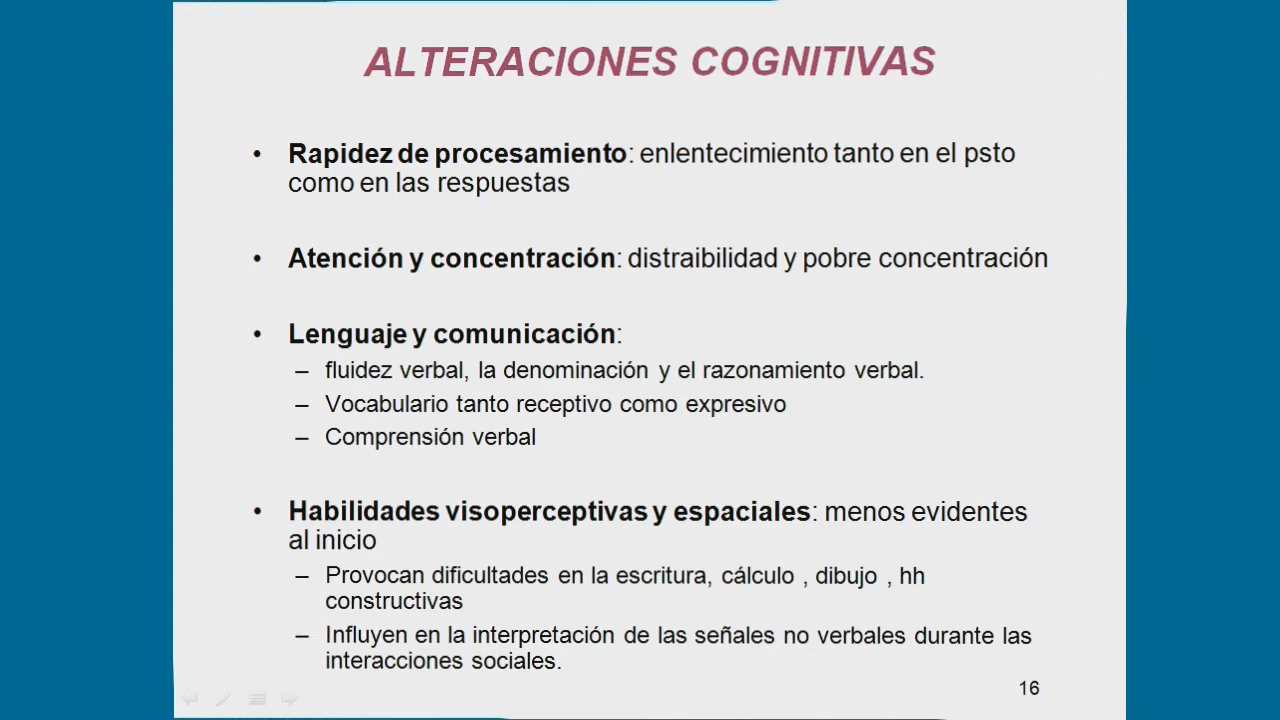 ALTERACIONES COGNITIVAS
• Rapidez de procesamiento: enlentecimiento tanto en el psto
como en las respuestas
• Atención y concentración: distraibilidad y pobre concentración
• Lenguaje y comunicación:
– fluidez verbal, la denominación y el razonamiento verbal.
– Vocabulario tanto receptivo como expresivo
– Comprensión verbal
• Habilidades visoperceptivas y espaciales: menos evidentes
al inicio
– Provocan dificultades en la escritura, cálculo , dibujo , hh
constructivas
– Influyen en la interpretación de las señales no verbales durante las
interacciones sociales.
16